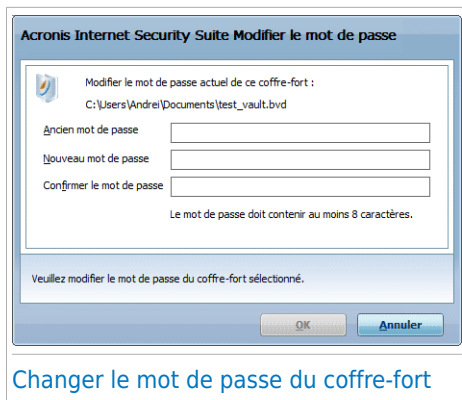 Acronis Internet Security Suite Modifier le mot de passe
Modifier le mot de passe actuel de ce coffre-fort :
C:\Users\Andrei\Documents\test_vault.bvd
Ancien mot de passe
Nouveau mot de passe
Confirmer le mot de passe
Le mot de passe doit contenir au moins 8 caractères.
Veuillez modifier le mot de passe du coffre-fort sélectionné.
OK
Annuler
Changer le mot de passe du coffre-fort